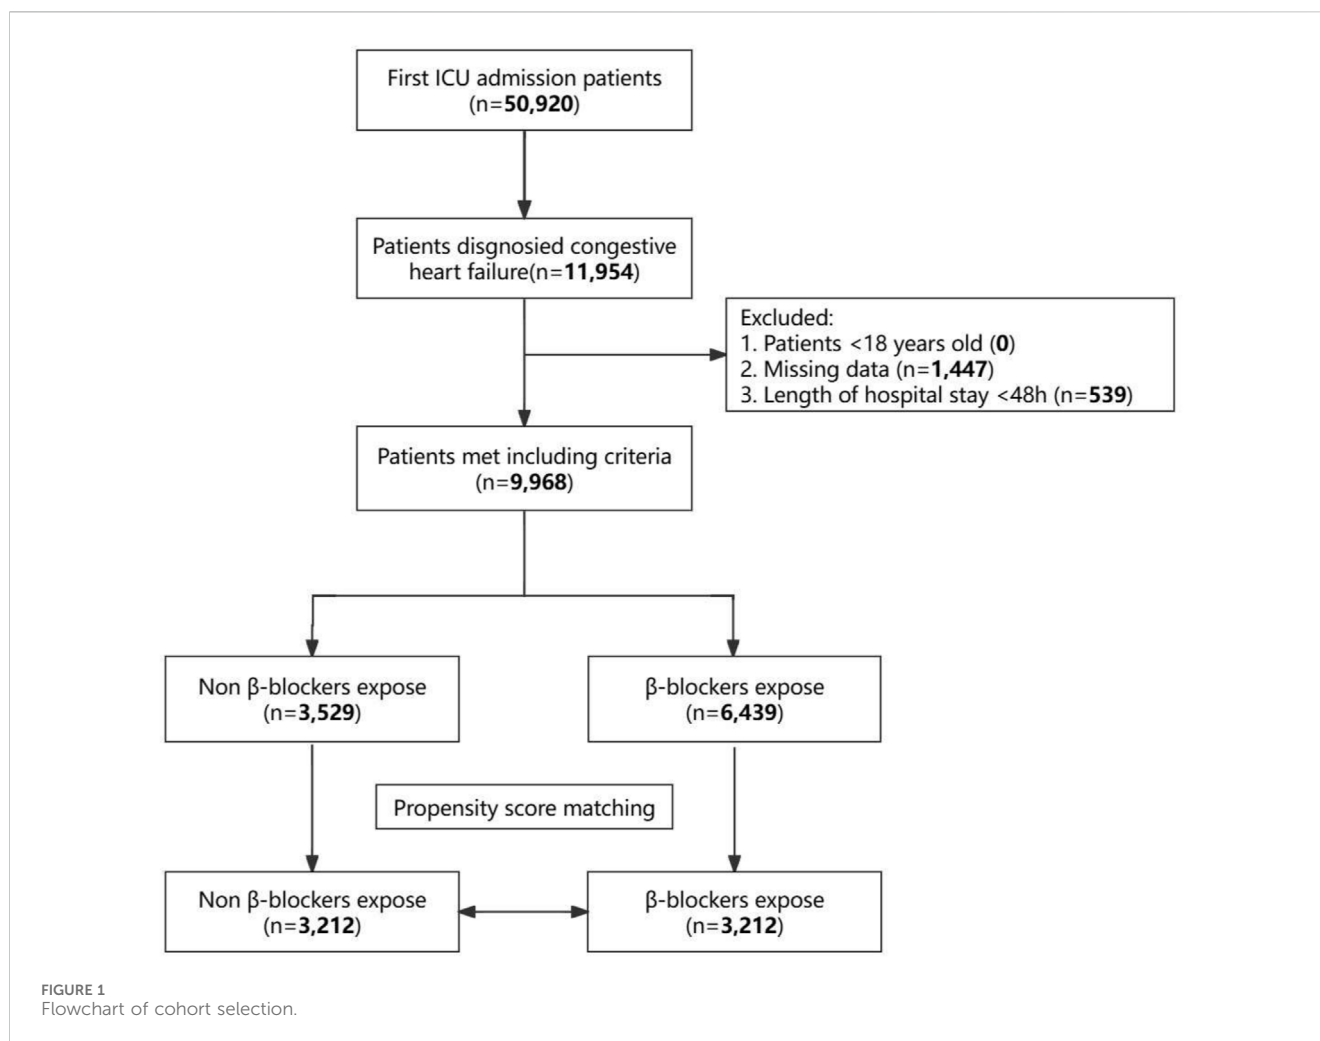 First ICU admission patients
(n=50,920)
Patients disgnosied congestive
heart failure(n=11,954)
Excluded:
1. Patients <18 years old (0)
2. Missing data (n=1,447)
3. Length of hospital stay <48h (n=539)
Patients met including criteria
(n=9,968)
Non β-blockers expose
(n=3,529)
β-blockers expose
(n=6,439)
Propensity score matching
Non β-blockers expose
(n=3,212)
β-blockers expose
(n=3,212)
FIGURE 1
Flowchart of cohort selection.